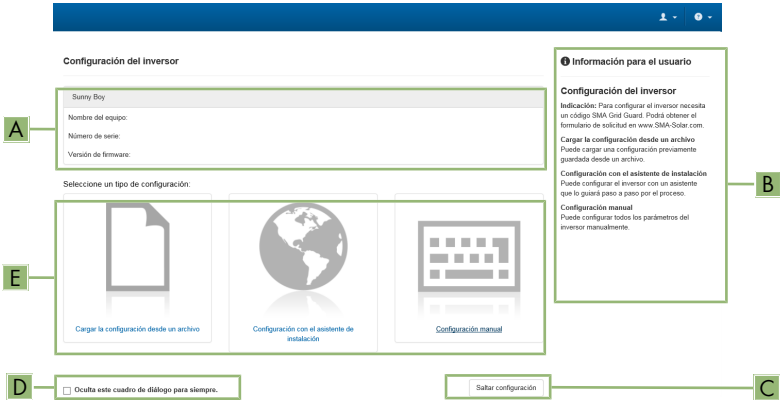 Configuración del inversor
Sunny Boy
Nombre del equipo:
Número de serie:
Versión de firmware:
A
Seleccione un tipo de configuración:
E
Cargar la configuración desde un archivo
Configuración con el asistente de
instalación
Configuración manual
D
Oculta este cuadro de diálogo para siempre.
Saltar configuración
C
Información para el usuario
Configuración del inversor
Indicación: Para configurar el inversor necesita
un código SMA Grid Guard. Podrá obtener el
formulario de solicitud en www.SMA-Solar.com.
Cargar la configuración desde un archivo
Puede cargar una configuración previamente
guardada desde un archivo.
Configuración con el asistente de instalación
Puede configurar el inversor con un asistente
que lo guiará paso a paso por el proceso.
Configuración manual
Puede configurar todos los parámetros del
inversor manualmente.
B